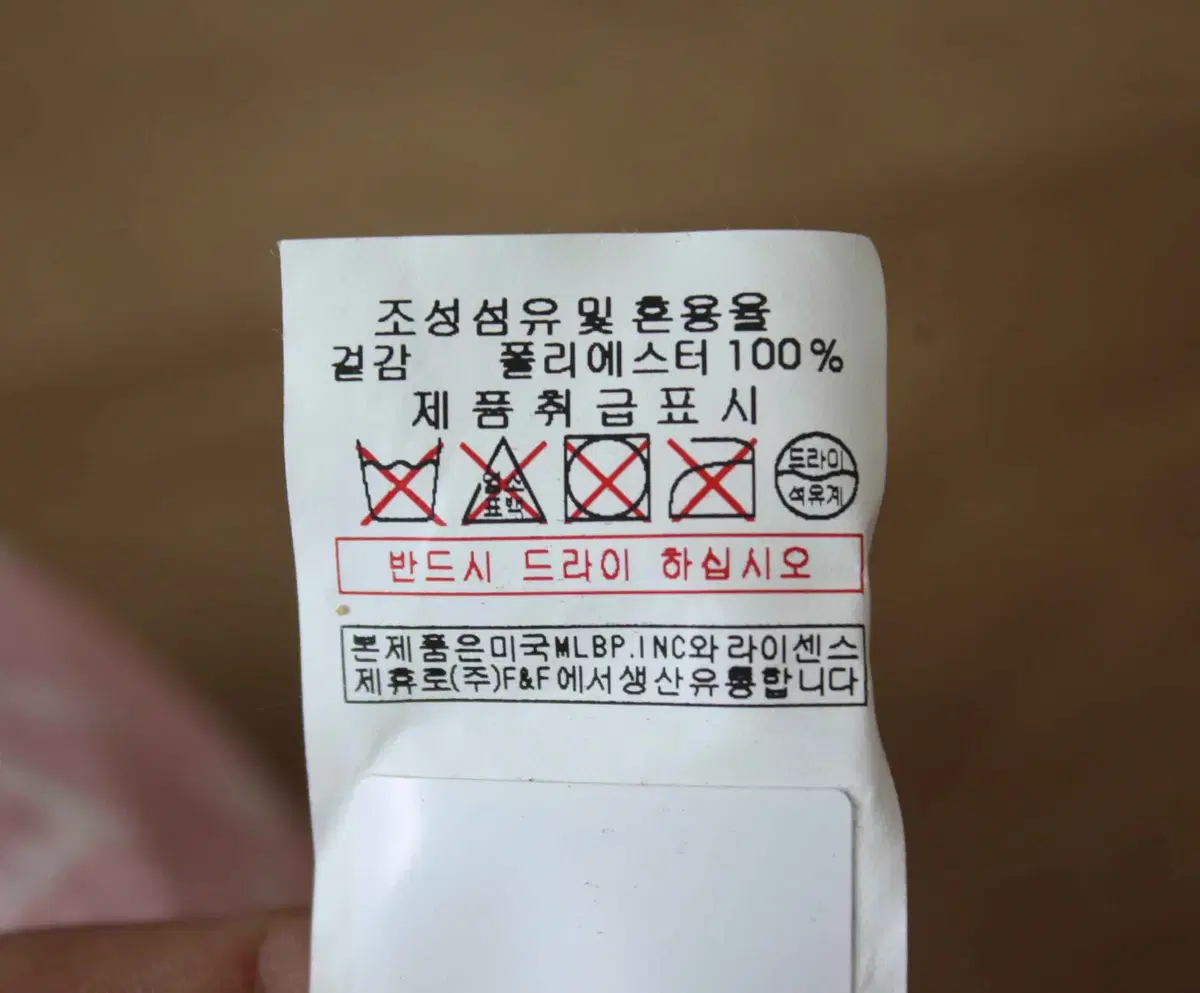 조성섬유 및 혼용율
겉감 폴리에스터 100%
제품취급표시
염소
표백
드라이
석유계
반드시 드라이 하십시오
본제품은미국MLBP.INC와 라이센스
제휴로(주)F&F에서생산유통합니다